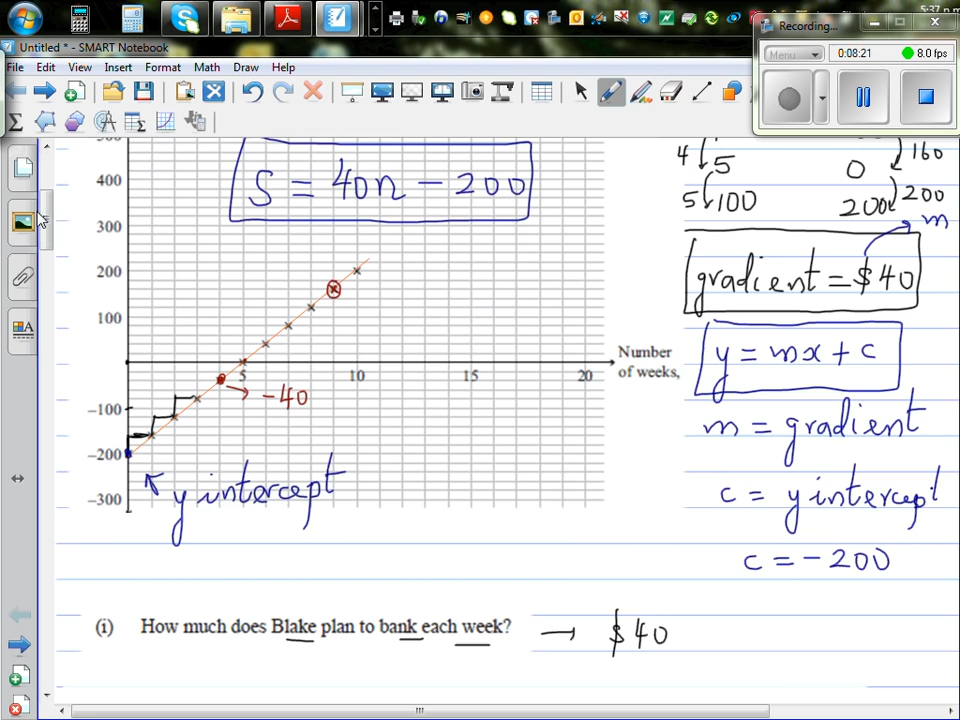 5:37 p.m
Recording...
Untitled * - SMART Notebook
Menu
0:08:21
8.0 fps
File Edit View Insert Format Math Draw Help
S = 40n - 200
400
300
200
100
-100
-200
-300
5
10
15
20
Number
of weeks,
→ -40
y intercept
4 5 0 160
5 100 200 200
m
gradient = $40
y = mx + c
m = gradient
c = y intercept
c = -200
(i) How much does Blake plan to bank each week? → $40